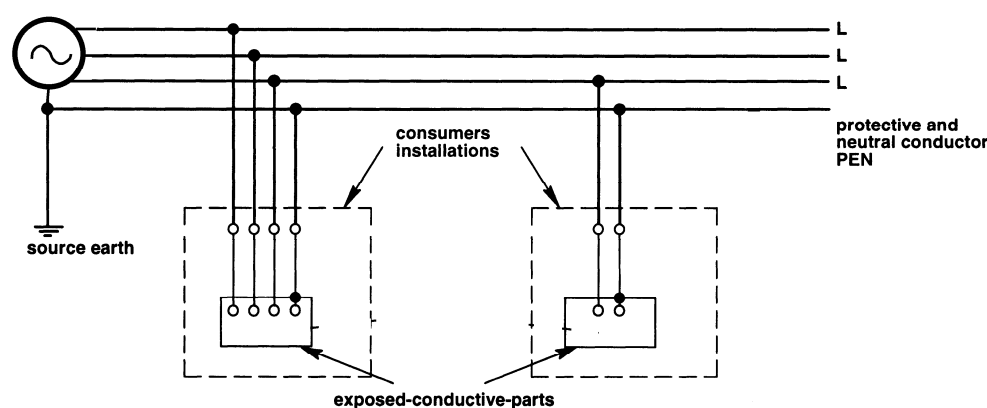 L
L
L
protective and
neutral conductor
PEN
consumers
installations
source earth
exposed-conductive-parts